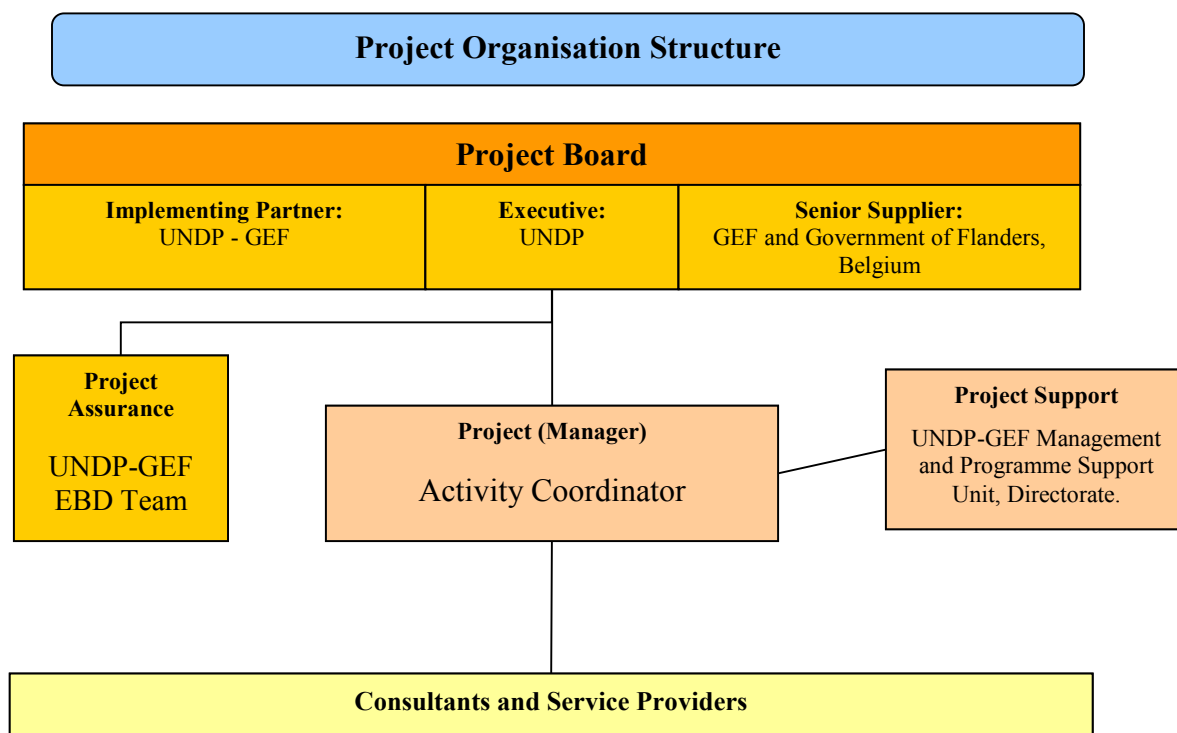 Project Organisation Structure
Project Board
Implementing Partner:
UNDP - GEF
Executive:
UNDP
Senior Supplier:
GEF and Government of Flanders,
Belgium
Project
Assurance
UNDP-GEF
EBD Team
Project (Manager)
Activity Coordinator
Project Support
UNDP-GEF Management
and Programme Support
Unit, Directorate.
Consultants and Service Providers